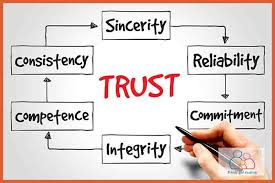 Sincerity
Consistency
Reliability
TRUST
Competence
Commitment
Integrity